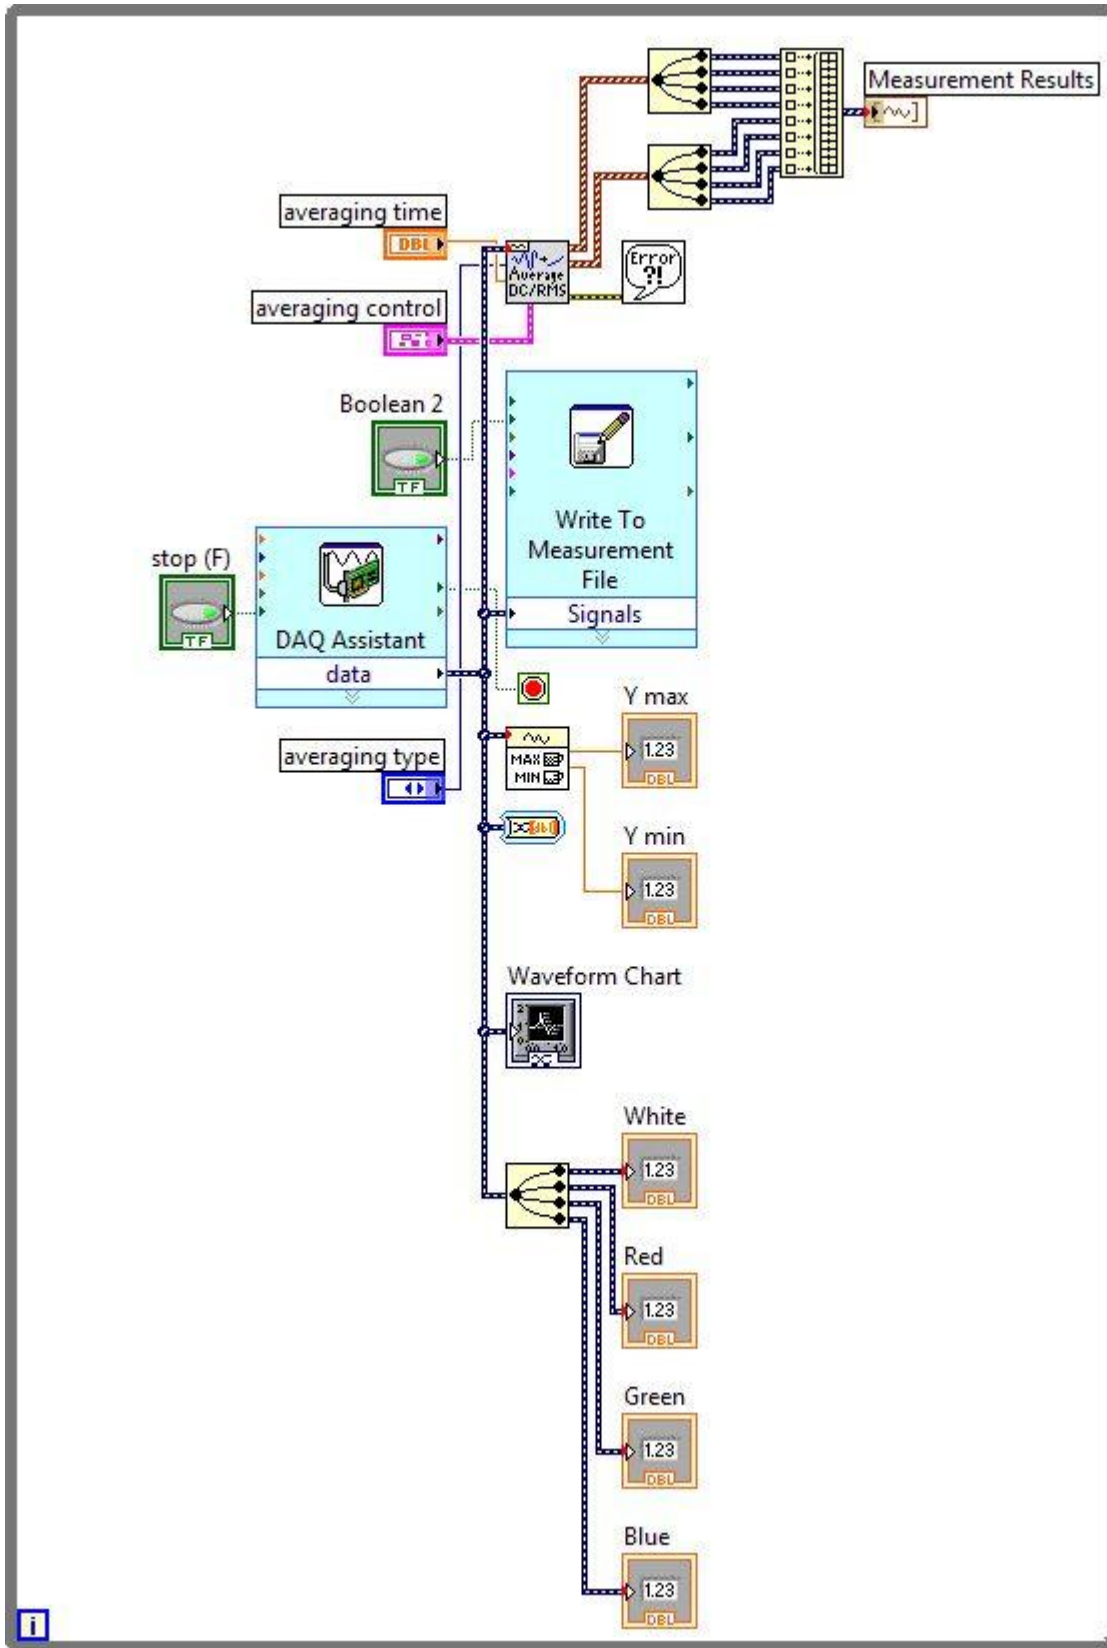 Measurement Results
averaging time
DBL
Average
DC/RMS
Error
?!
averaging control
Boolean 2
TF
Write To
Measurement
File
Signals
stop (F)
TF
DAQ Assistant
data
Y max
1.23
DBL
MAX
MIN
averaging type
Y min
1.23
DBL
Waveform Chart
White
1.23
DBL
Red
1.23
DBL
Green
1.23
DBL
Blue
1.23
DBL
i